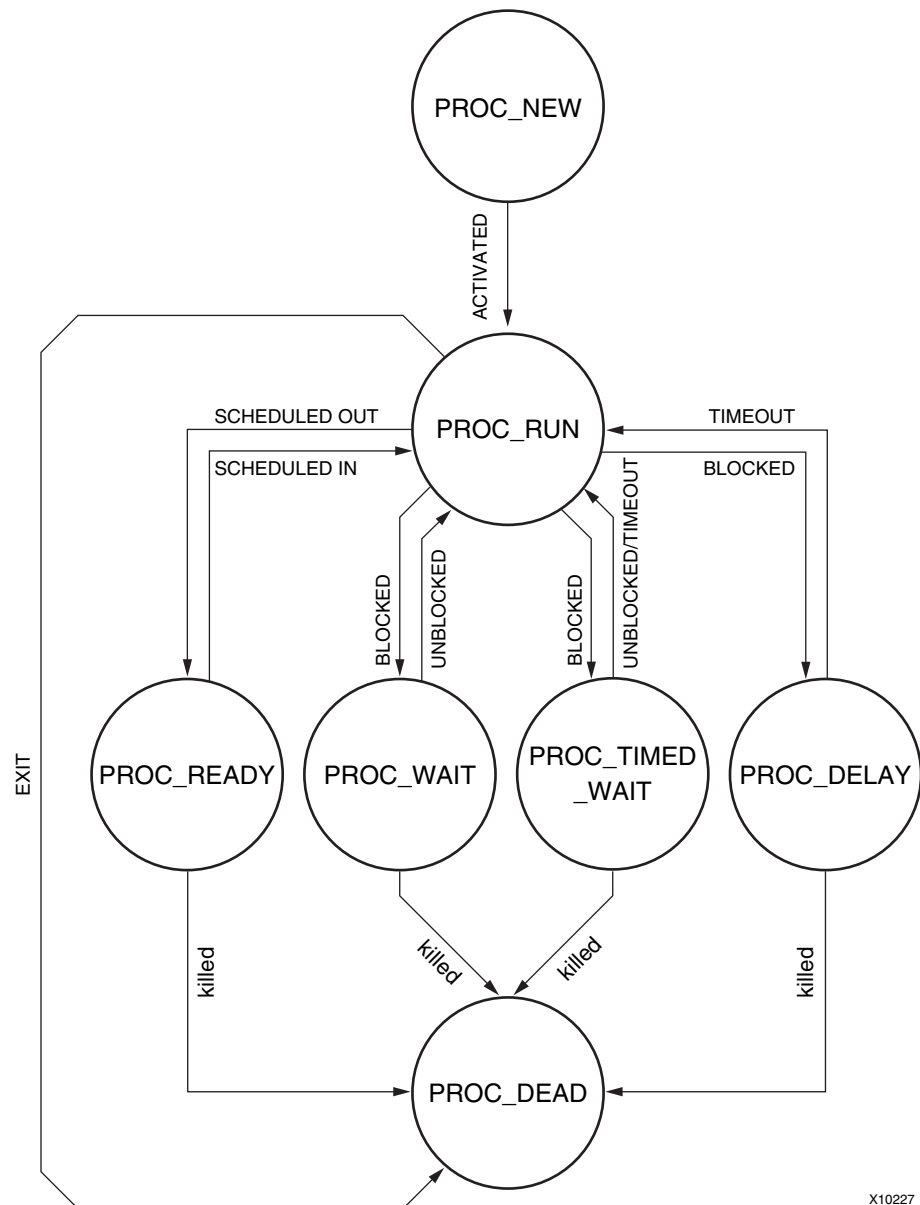 PROC_NEW
ACTIVATED
SCHEDULED OUT
SCHEDULED IN
PROC_RUN
TIMEOUT
BLOCKED
BLOCKED
UNBLOCKED
BLOCKED
UNBLOCKED/TIMEOUT
EXIT
PROC_READY
PROC_WAIT
PROC_TIMED
_WAIT
PROC_DELAY
killed
killed
killed
killed
PROC_DEAD
X10227